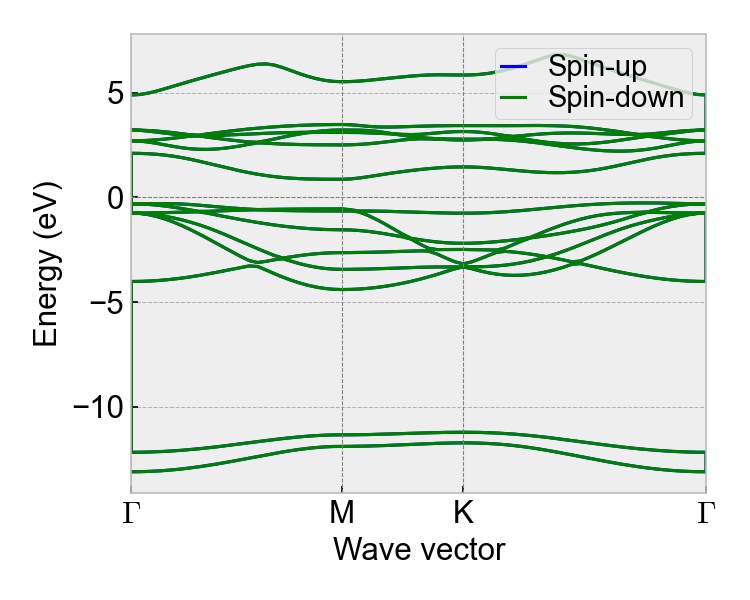 Spin-up
Spin-down
5
0
−5
−10
Energy (eV)
Γ M K Γ
Wave vector